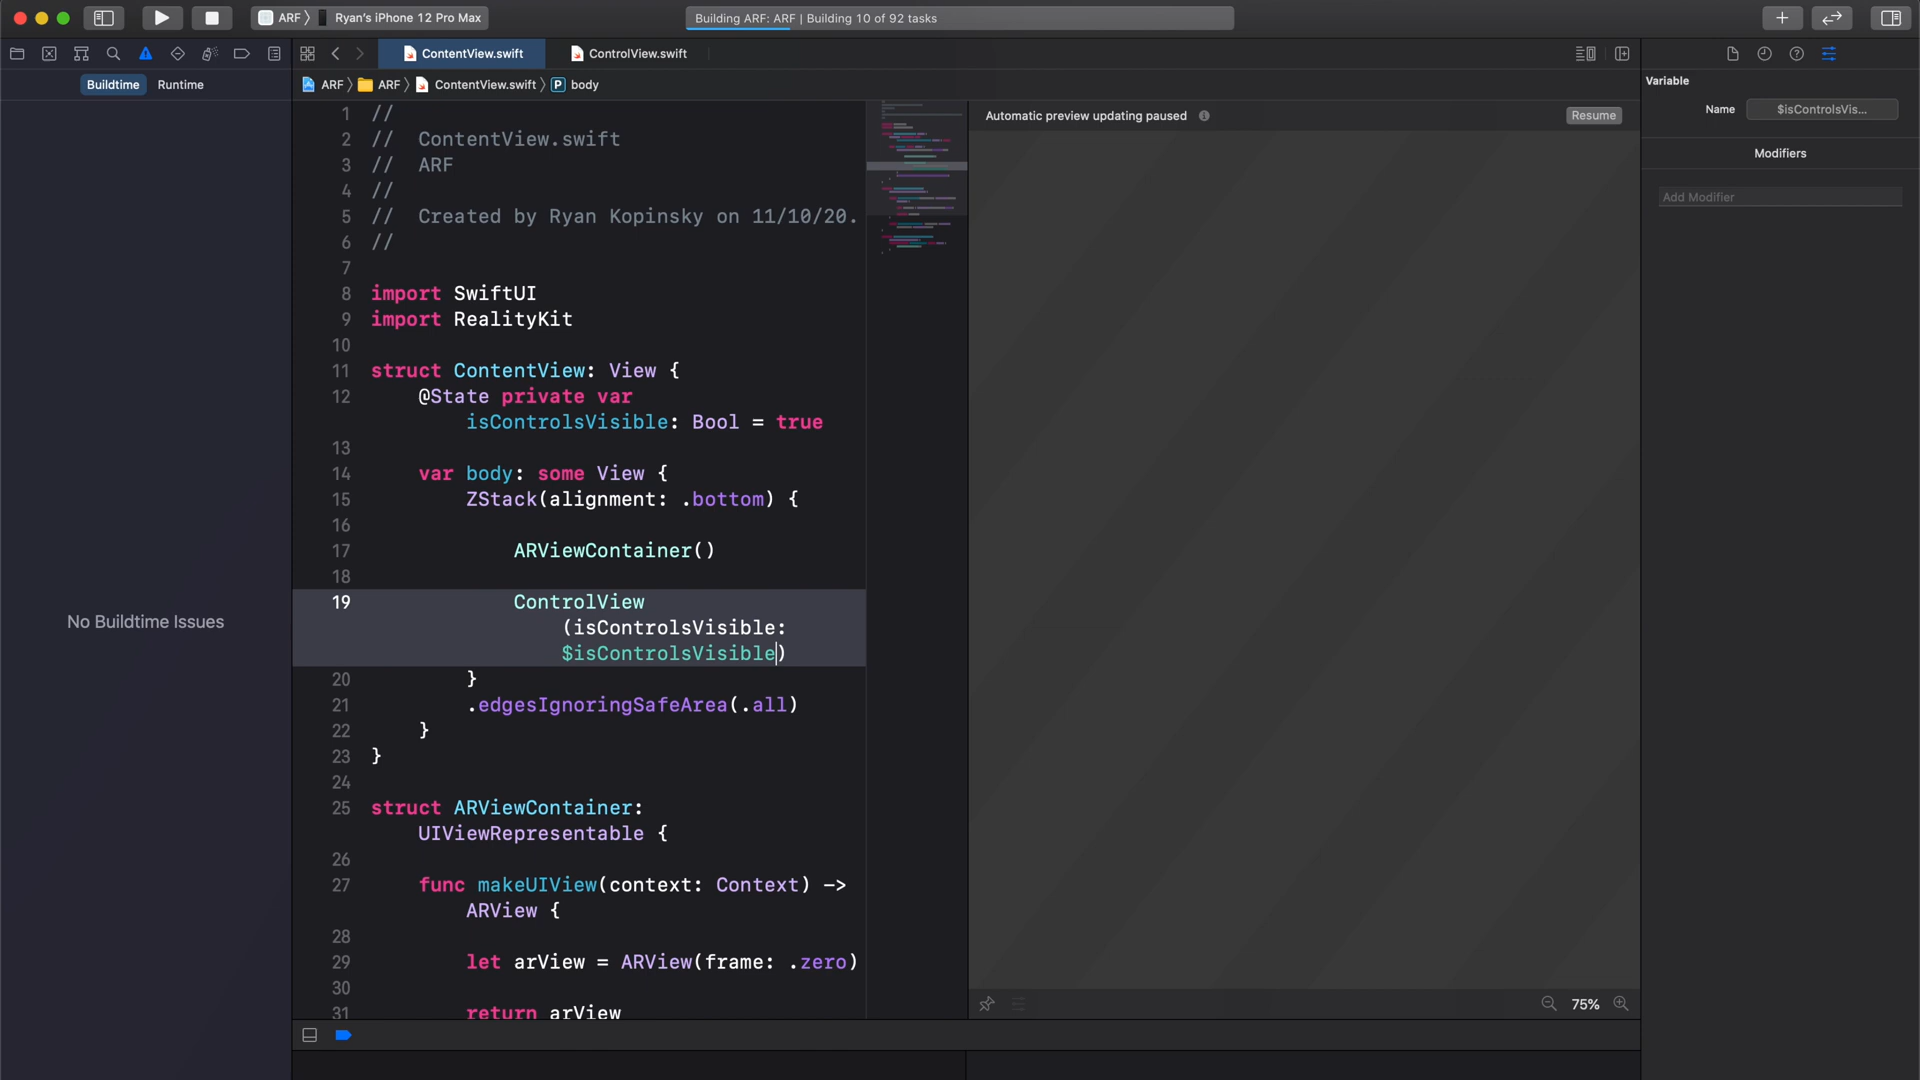 ARF 〉 Ryan's iPhone 12 Pro Max
Building ARF: ARF | Building 10 of 92 tasks
ContentView.swift
ControlView.swift
Buildtime
Runtime
ARF 〉 ARF 〉 ContentView.swift 〉 P body
Variable
Name
$isControlsVis...
Modifiers
Add Modifier
Automatic preview updating paused
Resume
No Buildtime Issues
1 //
2 //  ContentView.swift
3 //  ARF
4 //
5 //  Created by Ryan Kopinsky on 11/10/20.
6 //
7
8 import SwiftUI
9 import RealityKit
10
11 struct ContentView: View {
12     @State private var
isControlsVisible: Bool = true
13
14     var body: some View {
15         ZStack(alignment: .bottom) {
16
17             ARViewContainer()
18
19             ControlView
(isControlsVisible:
$isControlsVisible)
20         }
21         .edgesIgnoringSafeArea(.all)
22     }
23 }
24
25 struct ARViewContainer:
UIViewRepresentable {
26
27     func makeUIView(context: Context) ->
ARView {
28
29         let arView = ARView(frame: .zero)
30
31         return arView
75%